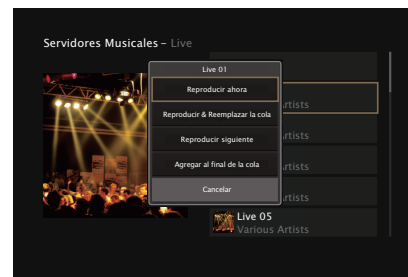 Servidores Musicales – Live
Live 01
Reproducir ahora
Reproducir & Reemplazar la cola
Reproducir siguiente
Agregar al final de la cola
Cancelar
Artists
Artists
Artists
Artists
Live 05
Various Artists